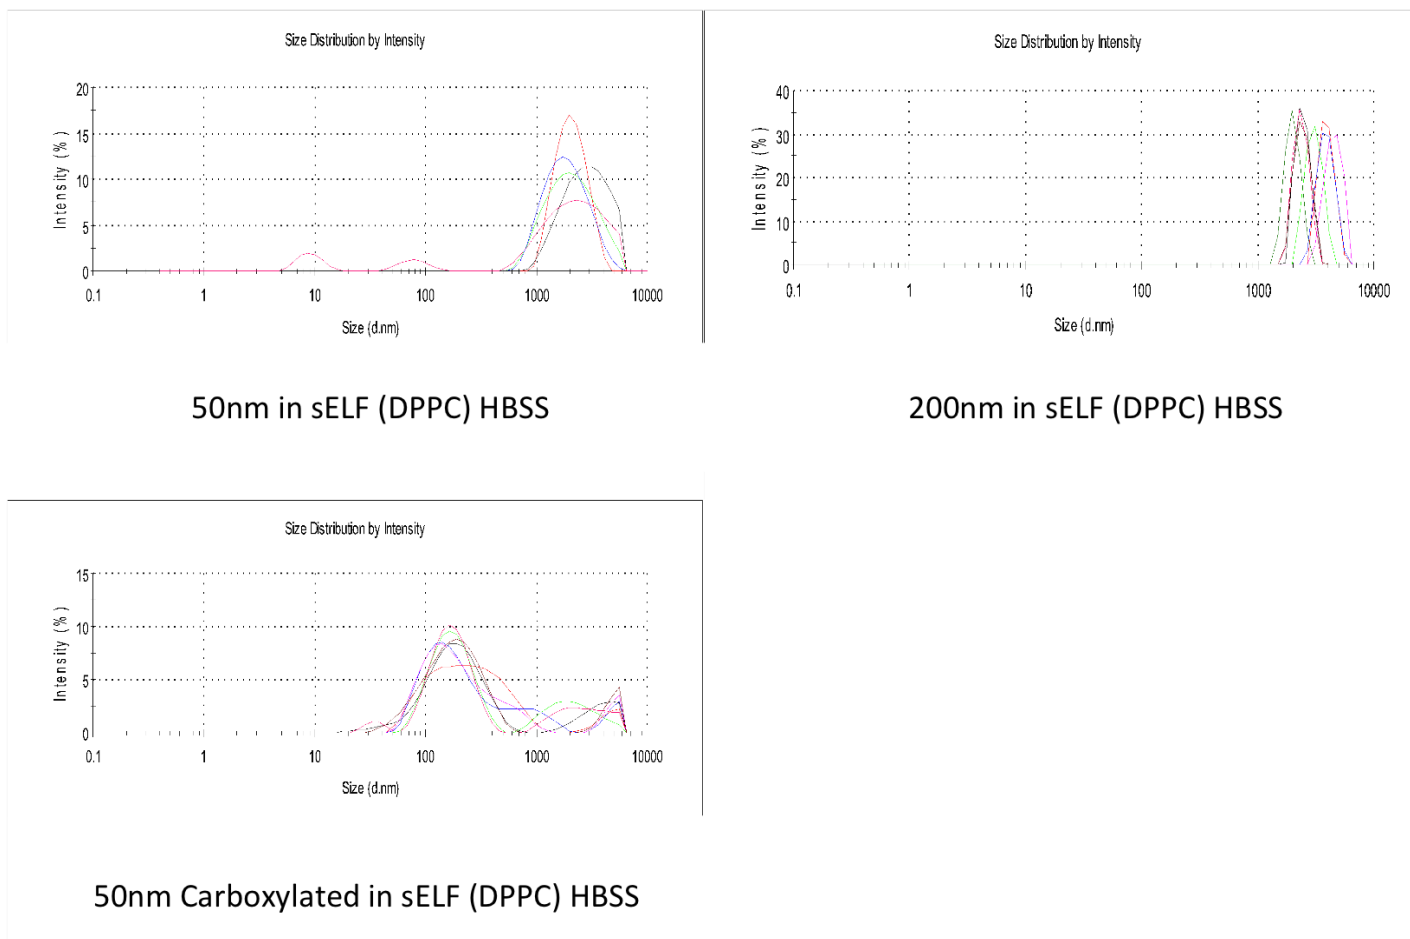 Size Distribution by Intensity
20
15
10
5
0
Intensity (%)
0.1 1 10 100 1000 10000
Size (d.nm)
50nm in sELF (DPPC) HBSS
Size Distribution by Intensity
40
30
20
10
0
Intensity (%)
0.1 1 10 100 1000 10000
Size (d.nm)
200nm in sELF (DPPC) HBSS
Size Distribution by Intensity
15
10
5
0
Intensity (%)
0.1 1 10 100 1000 10000
Size (d.nm)
50nm Carboxylated in sELF (DPPC) HBSS